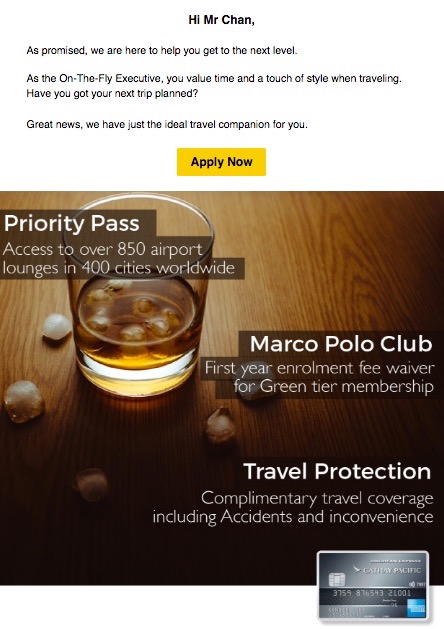 Hi Mr Chan,
As promised, we are here to help you get to the next level.
As the On-The-Fly Executive, you value time and a touch of style when traveling.
Have you got your next trip planned?
Great news, we have just the ideal travel companion for you.
Apply Now
Priority Pass
Access to over 850 airport
lounges in 400 cities worldwide
Marco Polo Club
First year enrolment fee waiver
for Green tier membership
Travel Protection
Complimentary travel coverage
including Accidents and inconvenience
AMERICAN EXPRESS
CATHAY PACIFIC
3759 876543 21001